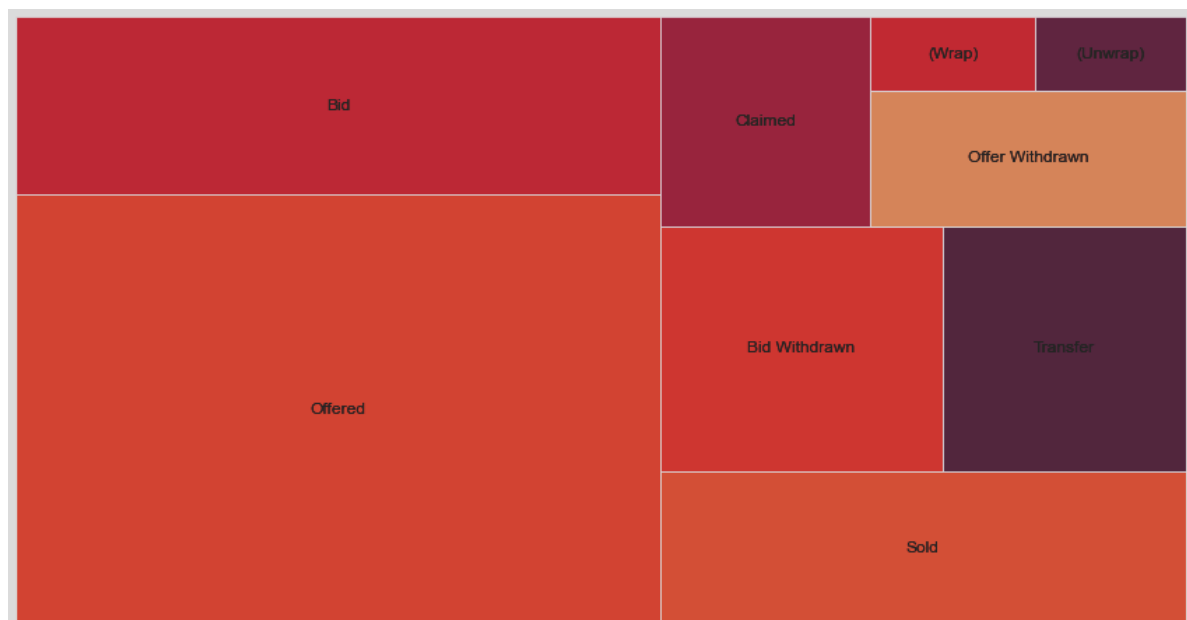 Bid
Claimed
(Wrap)
(Unwrap)
Offer Withdrawn
Offered
Bid Withdrawn
Transfer
Sold